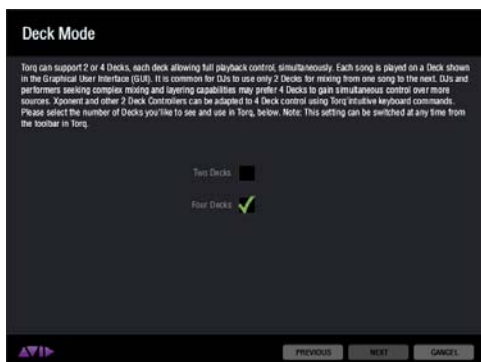 Deck Mode
Torq can support 2 or 4 Decks, each deck allowing full playback control, simultaneously. Each song is played on a Deck shown
in the Graphical User Interface (GUI). It is common for DJs to use only 2 Decks for mixing from one song to the next. DJs and
performers seeking complex mixing and layering capabilities may prefer 4 Decks to gain simultaneous control over more
sources. Xponent and other 2 Deck Controllers can be adapted to 4 Deck control using Torq'intuitive keyboard commands.
Please select the number of Decks you'like to see and use in Torq, below. Note: This setting can be switched at any time from
the toolbar in Torq.
Two Decks
Four Decks
AVID
PREVIOUS NEXT CANCEL